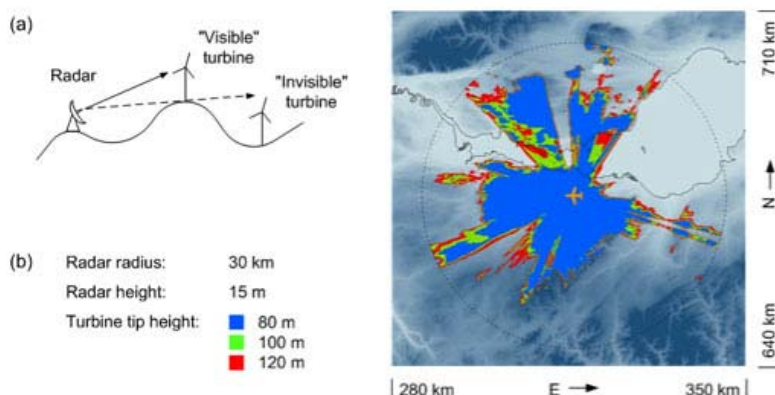 (a)
Radar
"Visible"
turbine
"Invisible"
turbine
(b)
Radar radius: 30 km
Radar height: 15 m
Turbine tip height: 80 m
100 m
120 m
710 km
N
640 km
280 km E 350 km